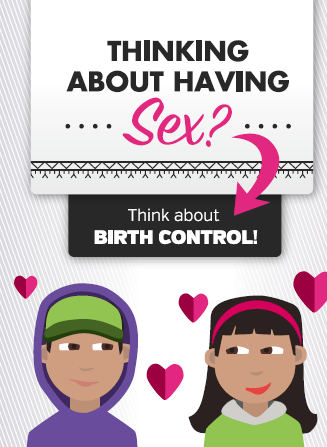 THINKING
ABOUT HAVING
Sex?
Think about
BIRTH CONTROL!